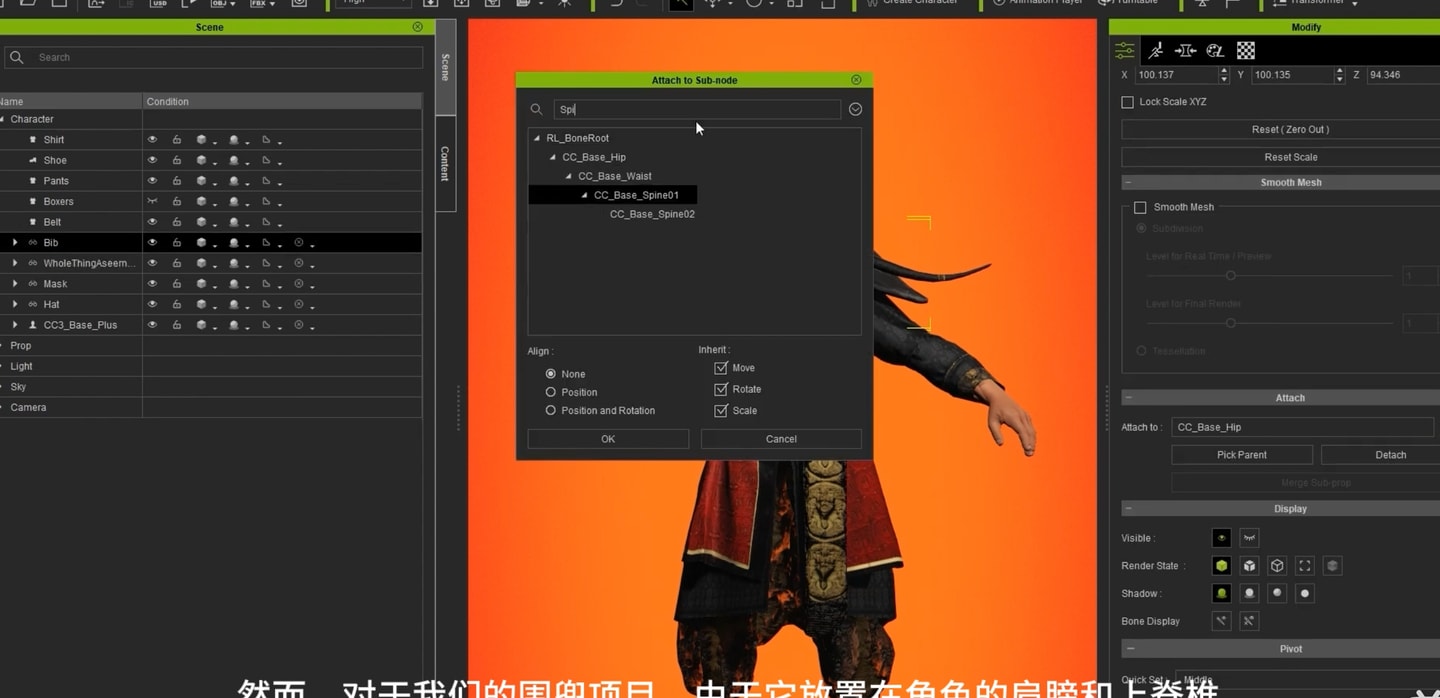 USD
OBJ
FBX
High
Create Character
Animation Player
Turntable
Transformer
Scene
Search
Name
Condition
Character
Shirt
Shoe
Pants
Boxers
Belt
Bib
WholeThingAseem...
Mask
Hat
CC3_Base_Plus
Prop
Light
Sky
Camera
Scene
Content
Attach to Sub-node
Spi
RL_BoneRoot
CC_Base_Hip
CC_Base_Waist
CC_Base_Spine01
CC_Base_Spine02
Align :
None
Position
Position and Rotation
Inherit :
Move
Rotate
Scale
OK
Cancel
Modify
X 100.137 Y 100.135 Z 94.346
Lock Scale XYZ
Reset ( Zero Out )
Reset Scale
Smooth Mesh
Smooth Mesh
Subdivision
Level for Real Time / Preview
1
Level for Final Render
1
Tessellation
Attach
Attach to : CC_Base_Hip
Pick Parent
Detach
Merge Sub-prop
Display
Visible :
Render State :
Shadow :
Bone Display
Pivot
Quick Set
Middle
然而，对于我们的围兜项目，由于它放置在角色的肩膀和上脊椎